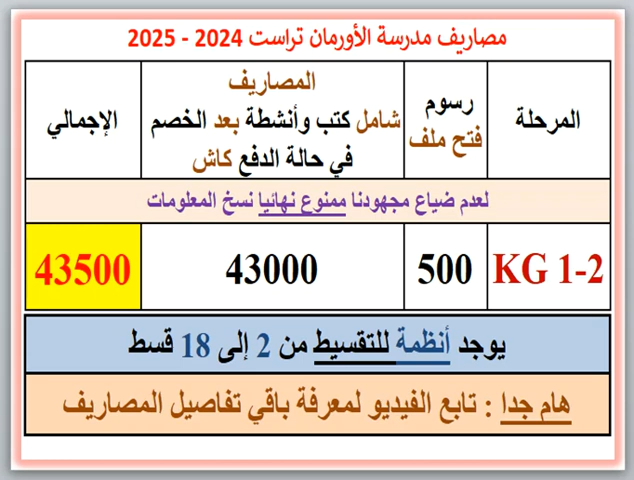 مصاريف مدرسة الأورمان تراست 2024 - 2025
المرحلة
رسوم
فتح ملف
المصاريف
شامل كتب وأنشطة بعد الخصم
في حالة الدفع كاش
الإجمالي
لعدم ضياع مجهودنا ممنوع نهائيا نسخ المعلومات
KG 1-2
500
43000
43500
يوجد أنظمة للتقسيط من 2 إلى 18 قسط
هام جدا : تابع الفيديو لمعرفة باقي تفاصيل المصاريف